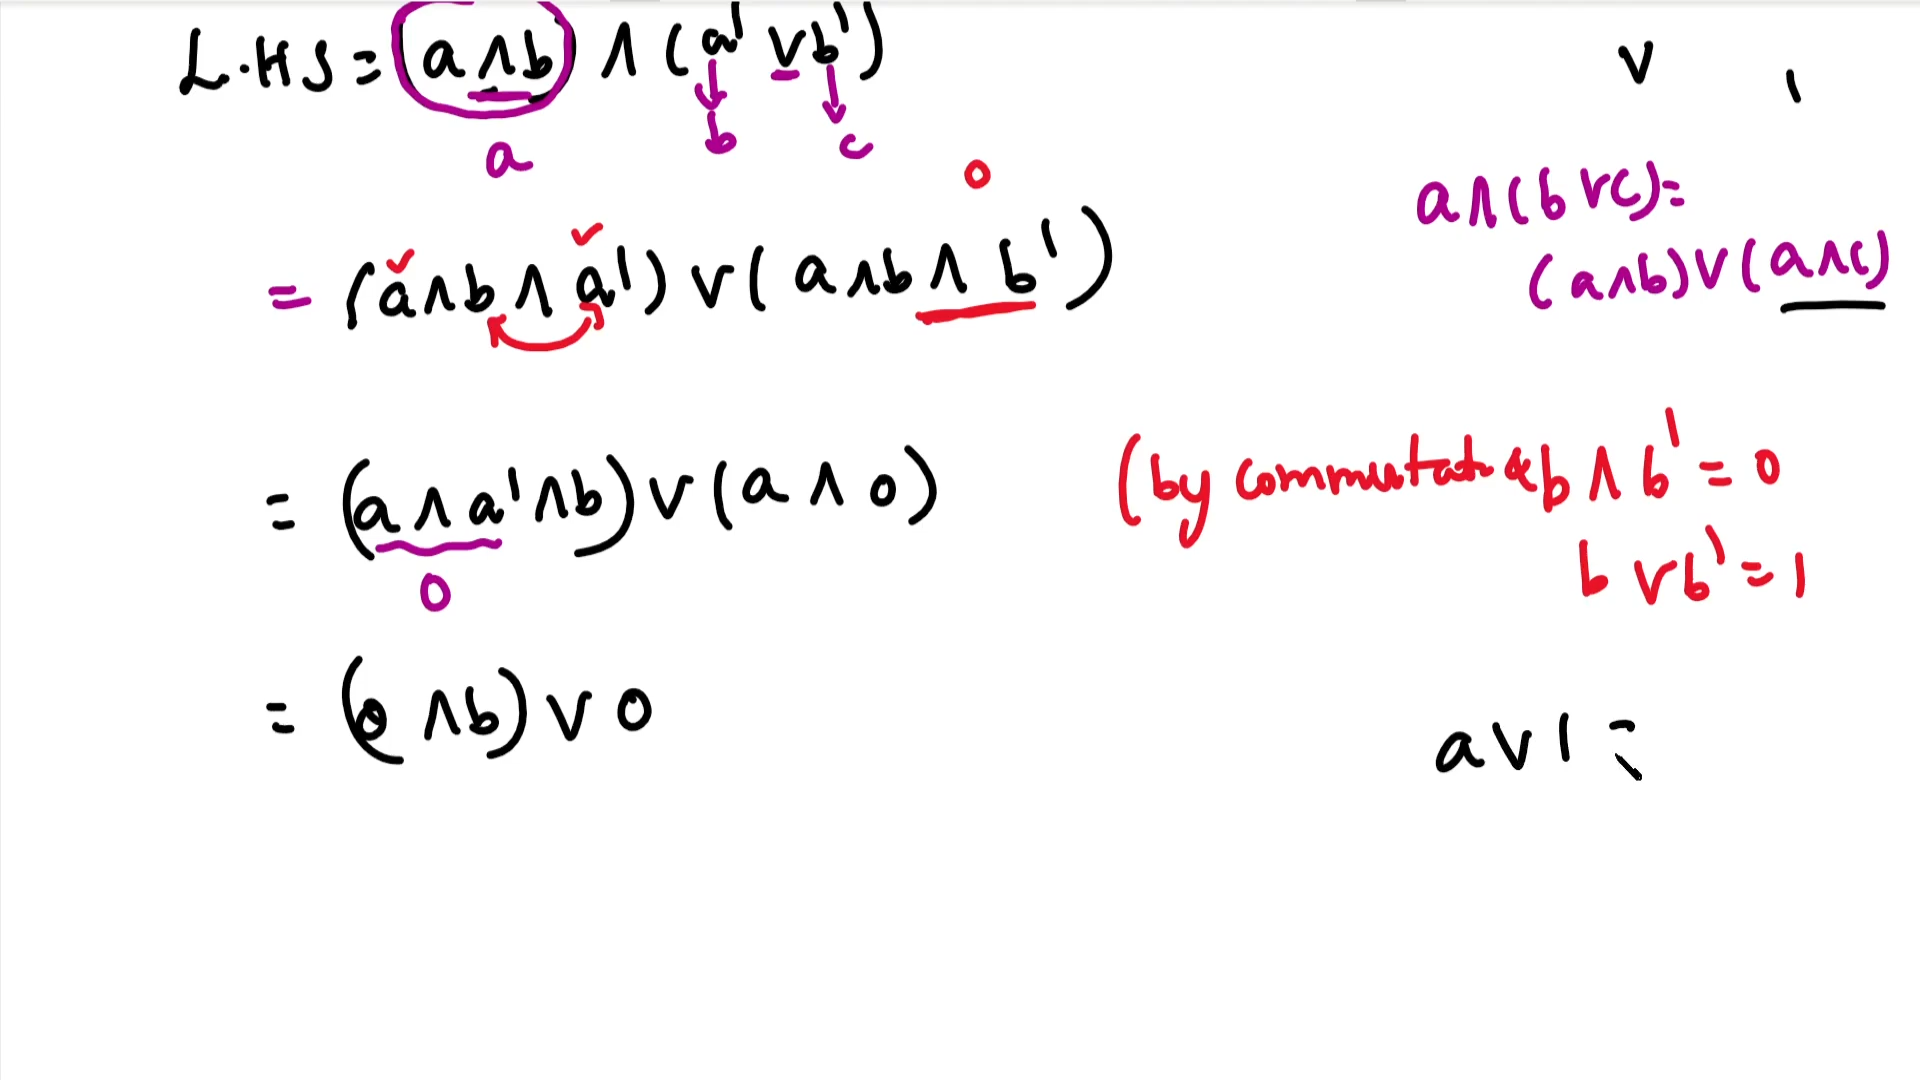 L.HS = (a∧b) ∧ (a' ∨ b')
a b c
0
= (a∧b∧a') ∨ (a∧b∧b')
= (a∧a'∧b) ∨ (a∧0)
0
= (0∧b) ∨ 0
∨ '
a∧(b∨c)=
(a∧b)∨(a∧c)
(by commutat & b∧b' = 0
b∨b' = 1
a∨1 =